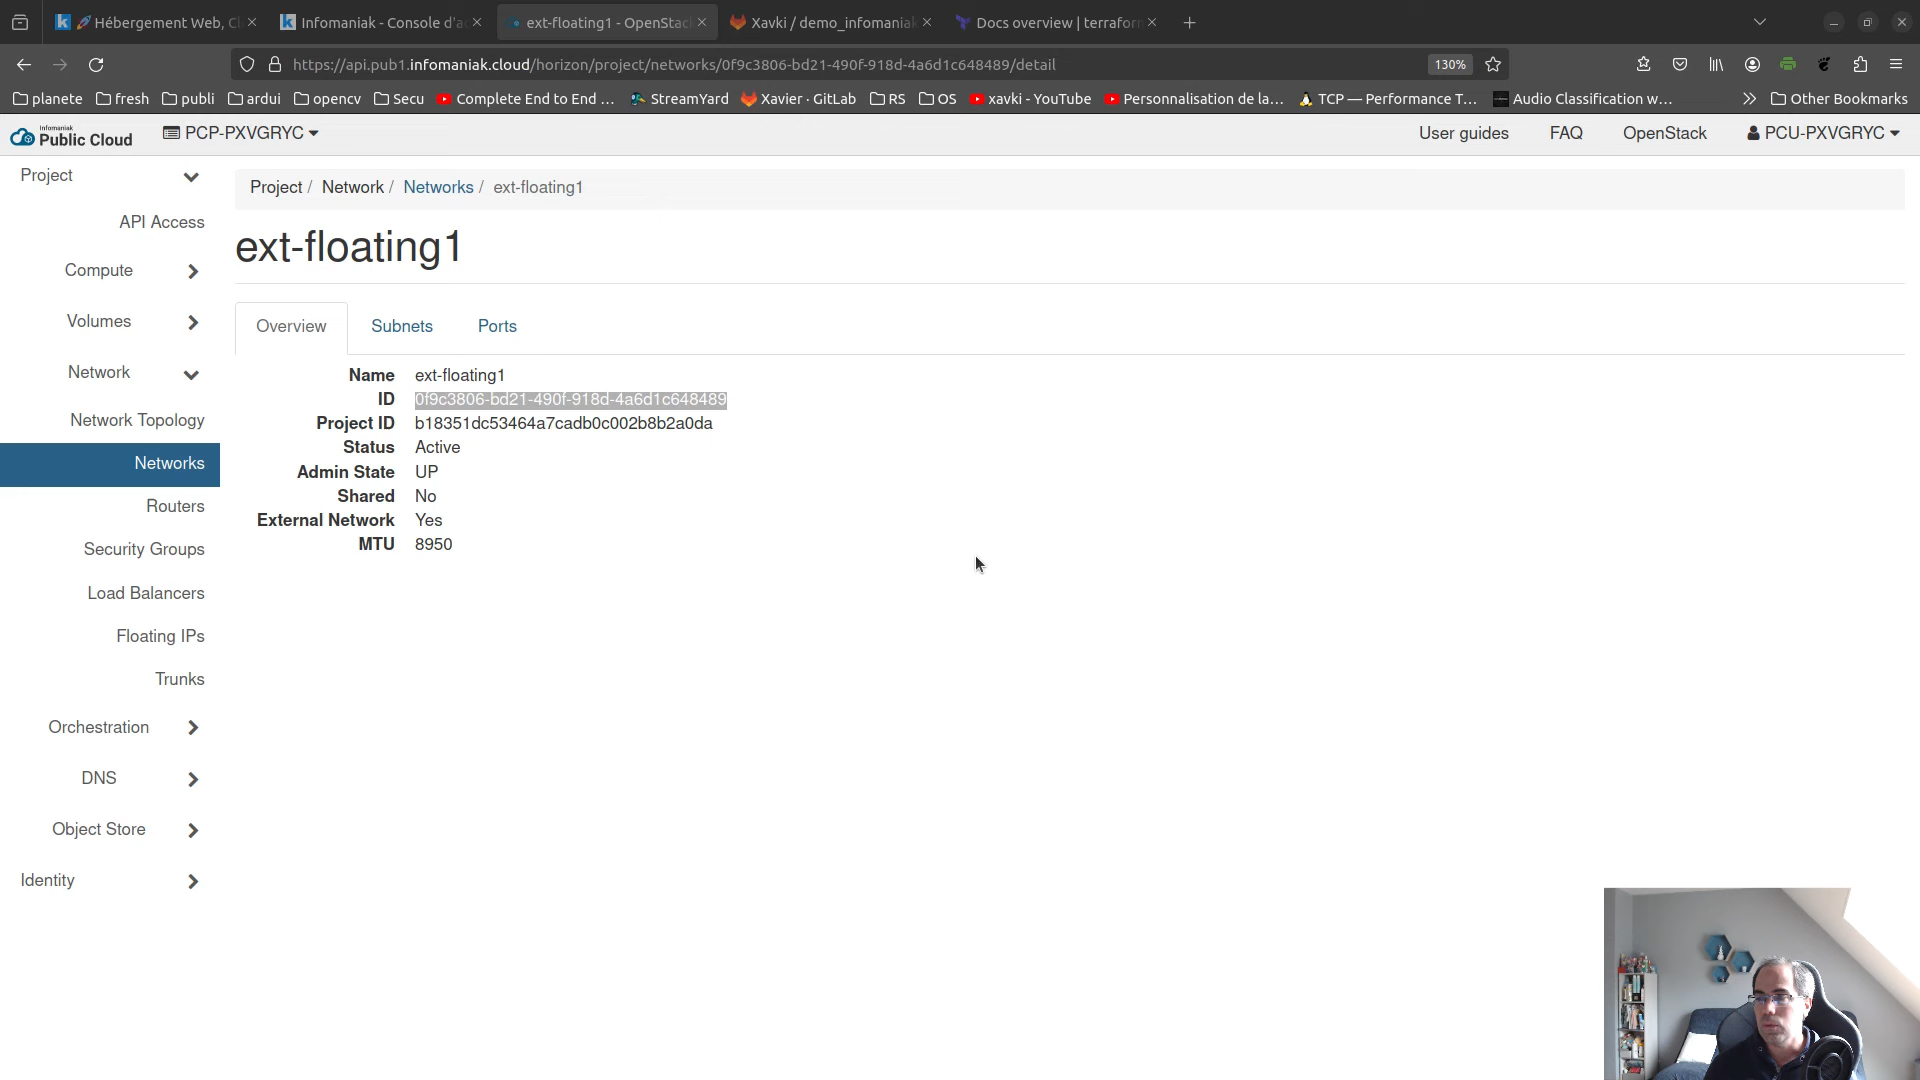 Hébergement Web, C
Infomaniak - Console d'a
ext-floating1 - OpenStac
Xavki / demo_infomaniak
Docs overview | terraform
https://api.pub1.infomaniak.cloud/horizon/project/networks/0f9c3806-bd21-490f-918d-4a6d1c648489/detail
130%
planete
fresh
publi
ardui
opencv
Secu
Complete End to End ...
StreamYard
Xavier · GitLab
RS
OS
xavki - YouTube
Personnalisation de la...
TCP — Performance T...
Audio Classification w...
Other Bookmarks
Infomaniak
Public Cloud
PCP-PXVGRYC
User guides
FAQ
OpenStack
PCU-PXVGRYC
Project
API Access
Compute
Volumes
Network
Network Topology
Networks
Routers
Security Groups
Load Balancers
Floating IPs
Trunks
Orchestration
DNS
Object Store
Identity
Project / Network / Networks / ext-floating1
ext-floating1
Overview
Subnets
Ports
Name ext-floating1
ID 0f9c3806-bd21-490f-918d-4a6d1c648489
Project ID b18351dc53464a7cadb0c002b8b2a0da
Status Active
Admin State UP
Shared No
External Network Yes
MTU 8950